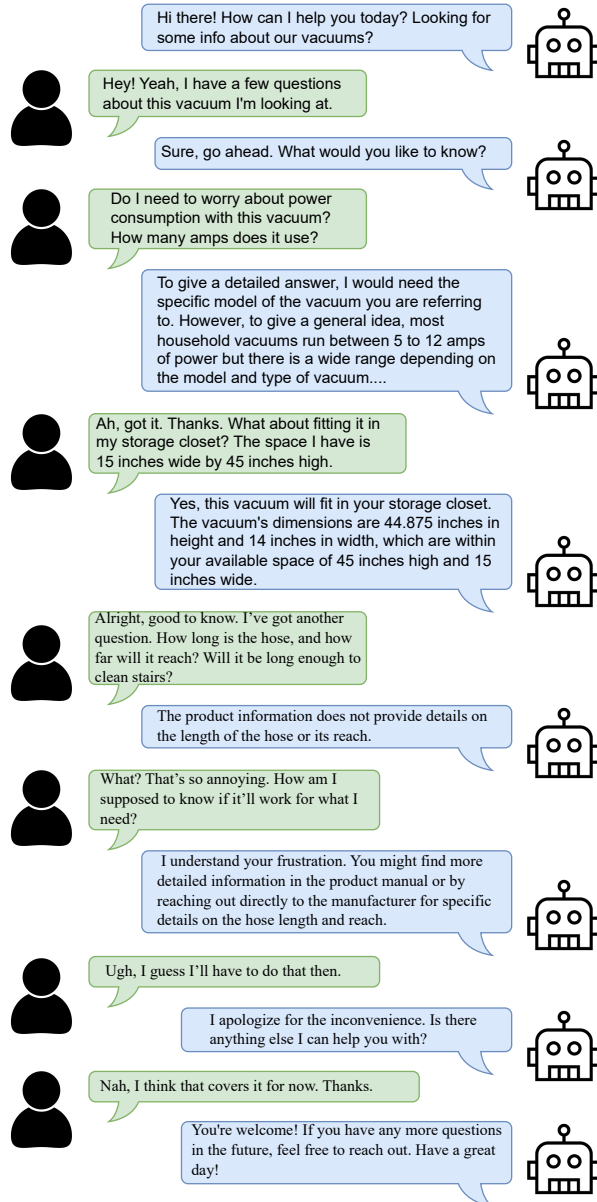 Hi there! How can I help you today? Looking for
some info about our vacuums?
Hey! Yeah, I have a few questions
about this vacuum I'm looking at.
Sure, go ahead. What would you like to know?
Do I need to worry about power
consumption with this vacuum?
How many amps does it use?
To give a detailed answer, I would need the
specific model of the vacuum you are referring
to. However, to give a general idea, most
household vacuums run between 5 to 12 amps
of power but there is a wide range depending on
the model and type of vacuum....
Ah, got it. Thanks. What about fitting it in
my storage closet? The space I have is
15 inches wide by 45 inches high.
Yes, this vacuum will fit in your storage closet.
The vacuum's dimensions are 44.875 inches in
height and 14 inches in width, which are within
your available space of 45 inches high and 15
inches wide.
Alright, good to know. I've got another
question. How long is the hose, and how
far will it reach? Will it be long enough to
clean stairs?
The product information does not provide details on
the length of the hose or its reach.
What? That's so annoying. How am I
supposed to know if it'll work for what I
need?
I understand your frustration. You might find more
detailed information in the product manual or by
reaching out directly to the manufacturer for specific
details on the hose length and reach.
Ugh, I guess I'll have to do that then.
I apologize for the inconvenience. Is there
anything else I can help you with?
Nah, I think that covers it for now. Thanks.
You're welcome! If you have any more questions
in the future, feel free to reach out. Have a great
day!